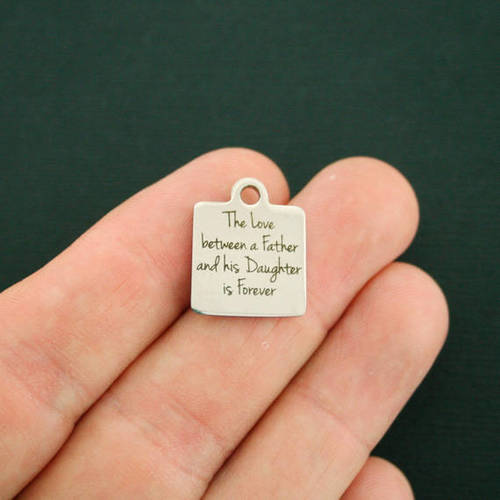 The Love
between a Father
and his Daughter
is Forever